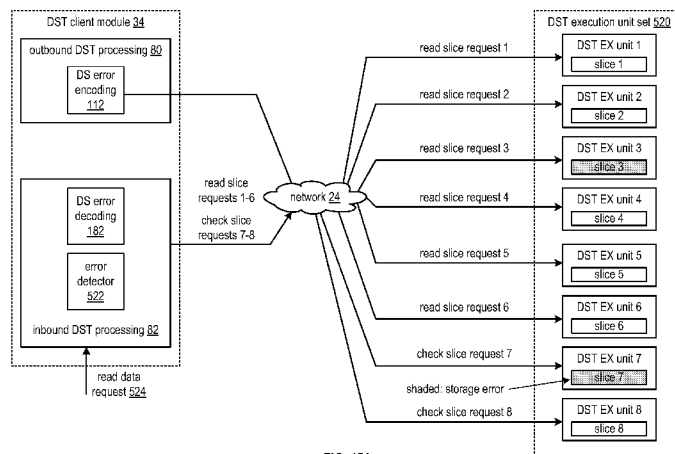 DST client module 34
outbound DST processing 80
DS error
encoding
112
DS error
decoding
182
error
detector
522
inbound DST processing 82
read data
request 524
read slice
requests 1-6
check slice
requests 7-8
network 24
read slice request 1
read slice request 2
read slice request 3
read slice request 4
read slice request 5
read slice request 6
check slice request 7
shaded: storage error
check slice request 8
DST execution unit set 520
DST EX unit 1
slice 1
DST EX unit 2
slice 2
DST EX unit 3
slice 3
DST EX unit 4
slice 4
DST EX unit 5
slice 5
DST EX unit 6
slice 6
DST EX unit 7
slice 7
DST EX unit 8
slice 8